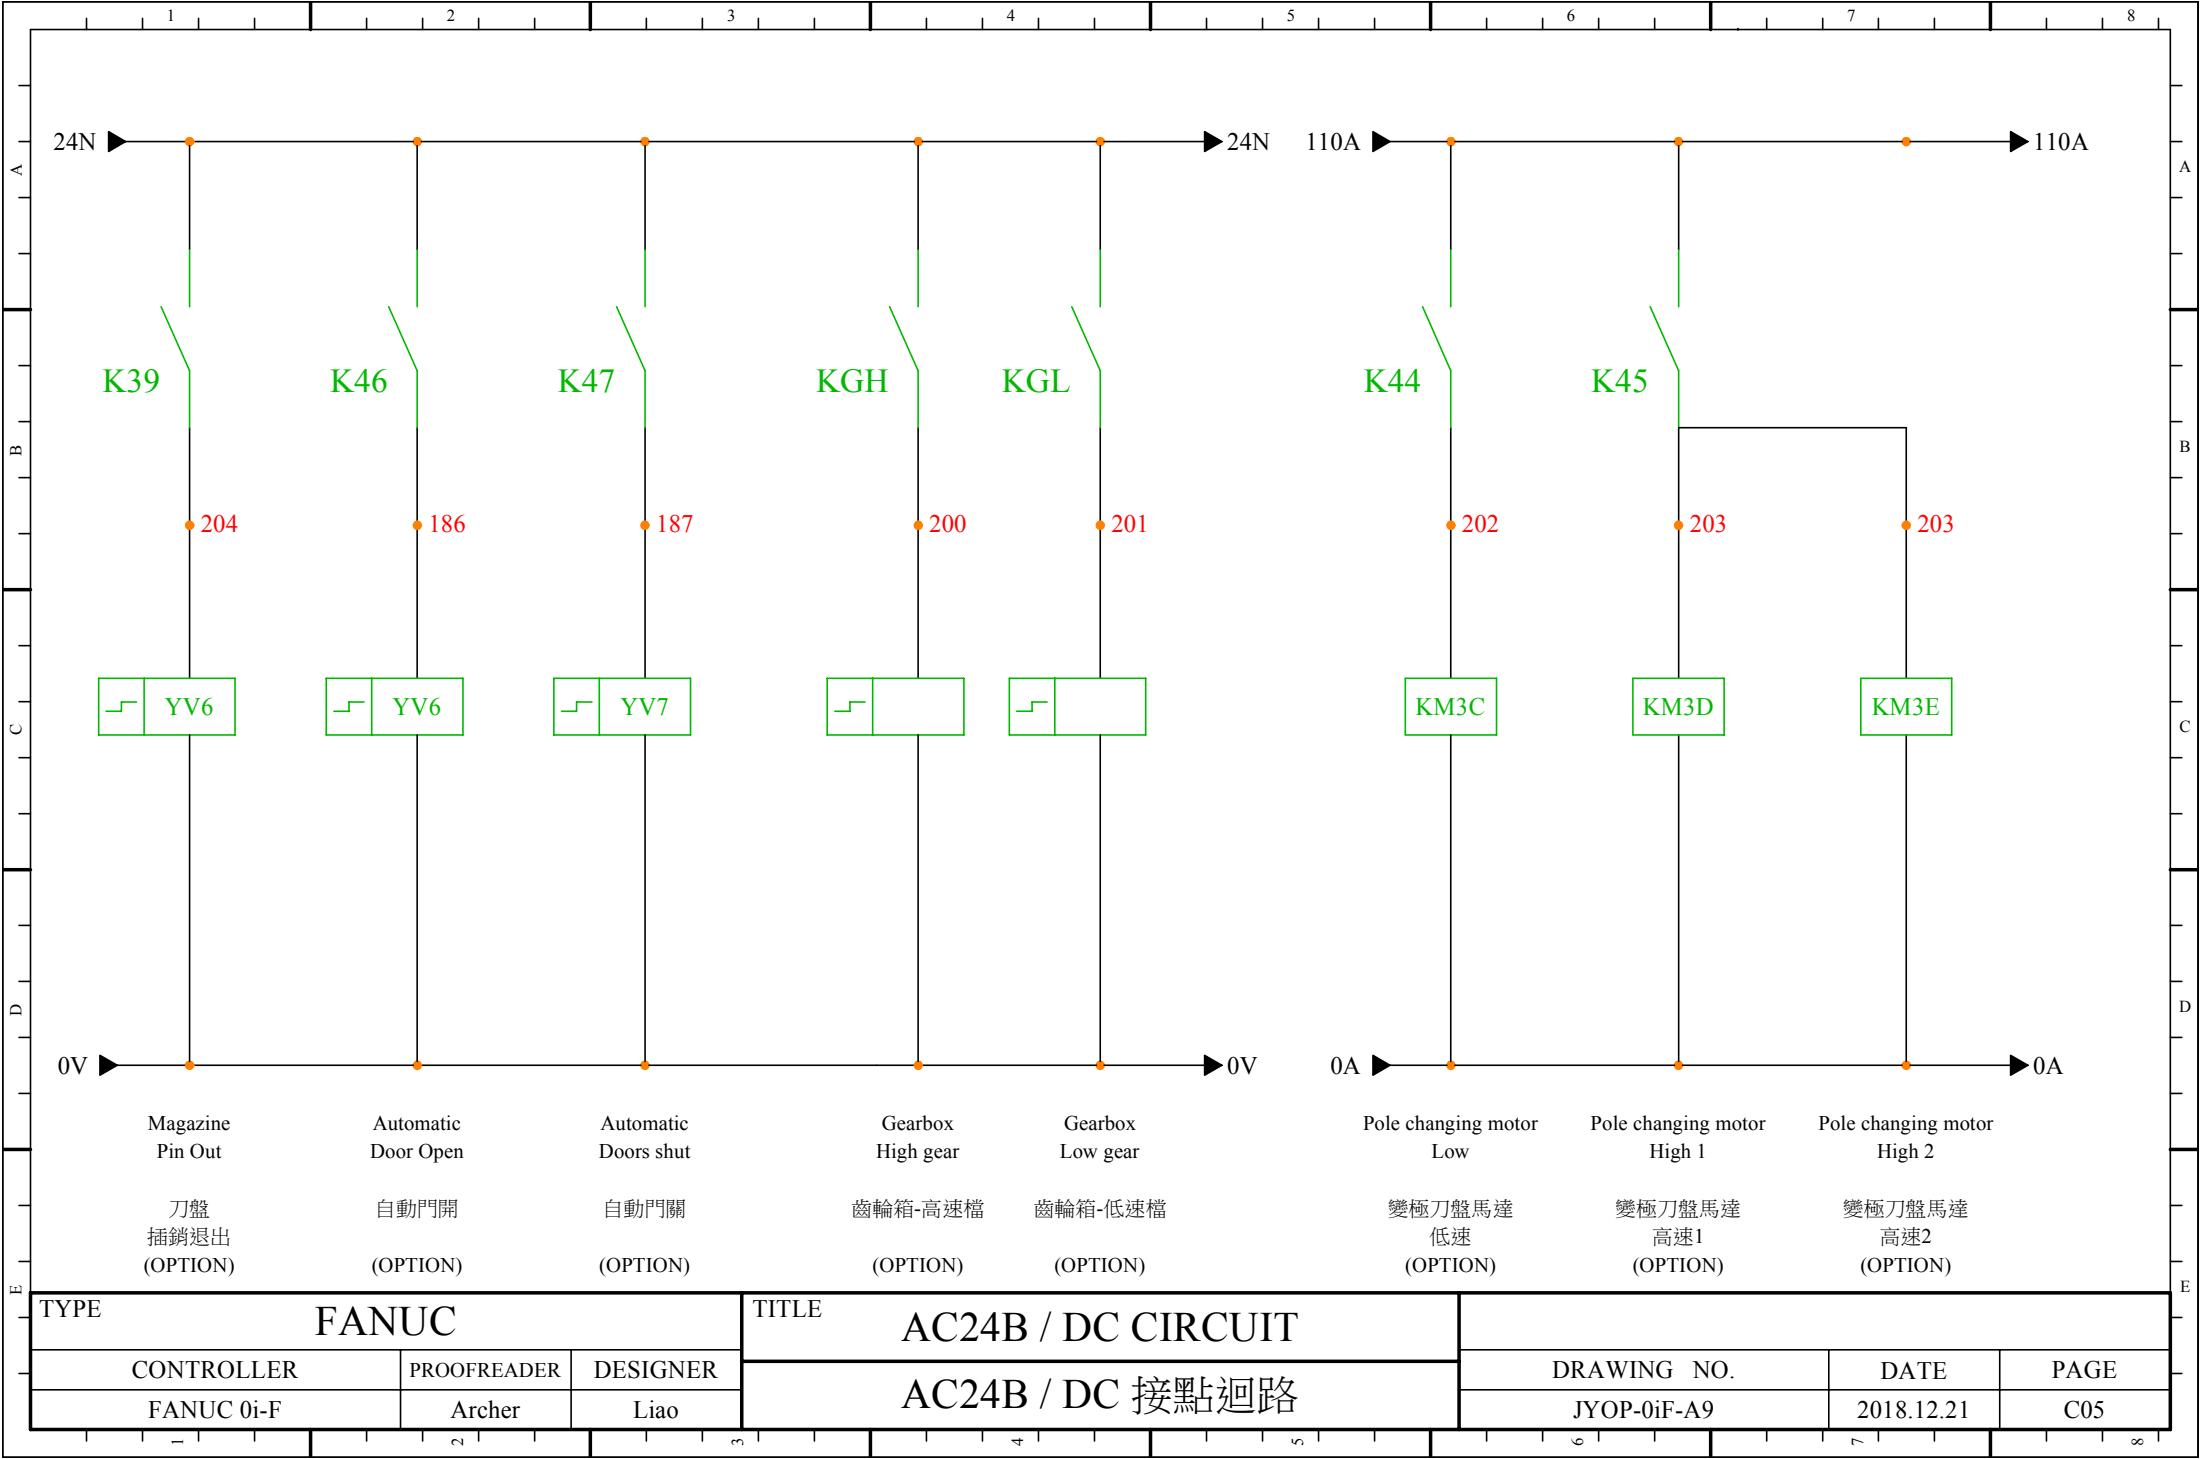 1 2 3 4 5 6 7 8
24N 24N 110A 110A
A A
K39 K46 K47 KGH KGL K44 K45
B B
204 186 187 200 201 202 203 203
YV6 YV6 YV7 KM3C KM3D KM3E
C C
D D
0V 0V 0A 0A
Magazine
Pin Out
刀盤
插銷退出
(OPTION)
Automatic
Door Open
自動門開
(OPTION)
Automatic
Doors shut
自動門關
(OPTION)
Gearbox
High gear
齒輪箱-高速檔
(OPTION)
Gearbox
Low gear
齒輪箱-低速檔
(OPTION)
Pole changing motor
Low
變極刀盤馬達
低速
(OPTION)
Pole changing motor
High 1
變極刀盤馬達
高速1
(OPTION)
Pole changing motor
High 2
變極刀盤馬達
高速2
(OPTION)
E E
TYPE FANUC
CONTROLLER PROOFREADER DESIGNER
FANUC 0i-F Archer Liao
TITLE AC24B / DC CIRCUIT
AC24B / DC 接點迴路
DRAWING NO. DATE PAGE
JYOP-0iF-A9 2018.12.21 C05
1 2 3 4 5 6 7 8